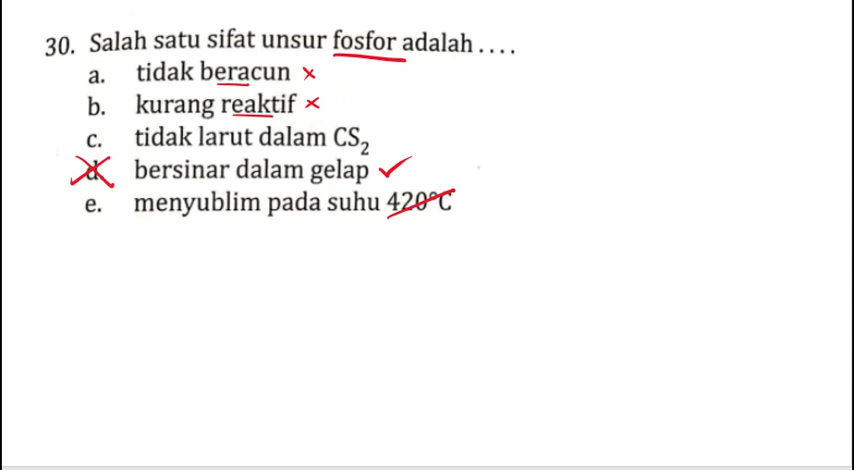 30. Salah satu sifat unsur fosfor adalah . . . .
a. tidak beracun ×
b. kurang reaktif ×
c. tidak larut dalam CS₂
d. bersinar dalam gelap ✓
e. menyublim pada suhu 420°C